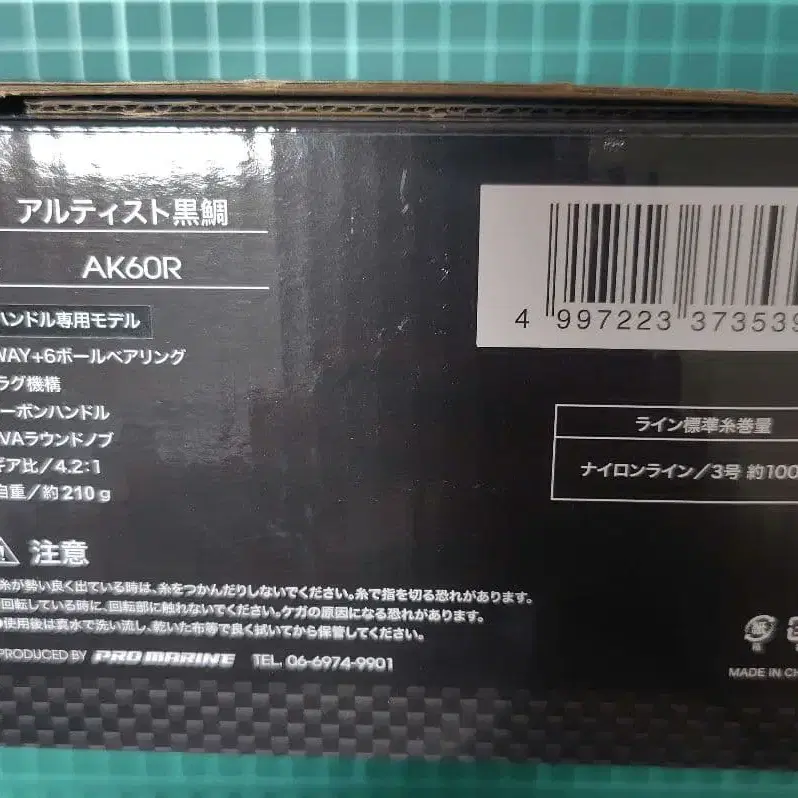 アルティスト黒鯛
AK60R
ハンドル専用モデル
WAY+6ボールベアリング
ラグ機構
ーボンハンドル
VAラウンドノブ
ギア比/4.2:1
自重/約210g
注意
糸が勢い良く出ている時は、糸をつかんだりしないでください。糸で指を切る恐れがあります。
回転している時に、回転部に触れないでください。ケガの原因になる恐れがあります。
使用後は真水で洗い流し、乾いた布等で良く拭いてから保管してください。
PRODUCED BY PRO MARINE TEL. 06-6974-9901
4 997223 373539
ライン標準糸巻量
ナイロンライン/3号 約100
紙
MADE IN CH